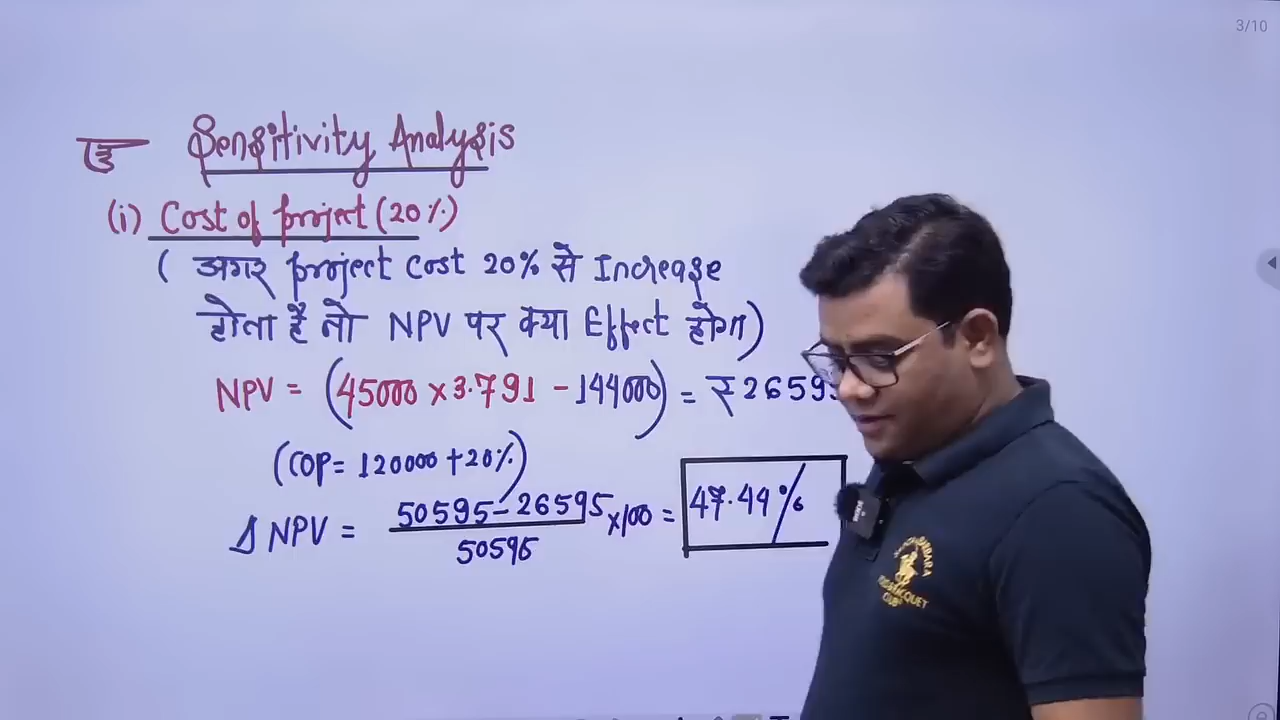 3/10
Sensitivity Analysis
(i) Cost of project (20%)
( अगर project cost 20% से Increase
होता है तो NPV पर क्या Effect होगा)
NPV = (45000 × 3.791 - 144000) = ₹ 2659
(COP = 120000 + 20%)
Δ NPV = 50595 - 26595 × 100 = 47.44%
50595